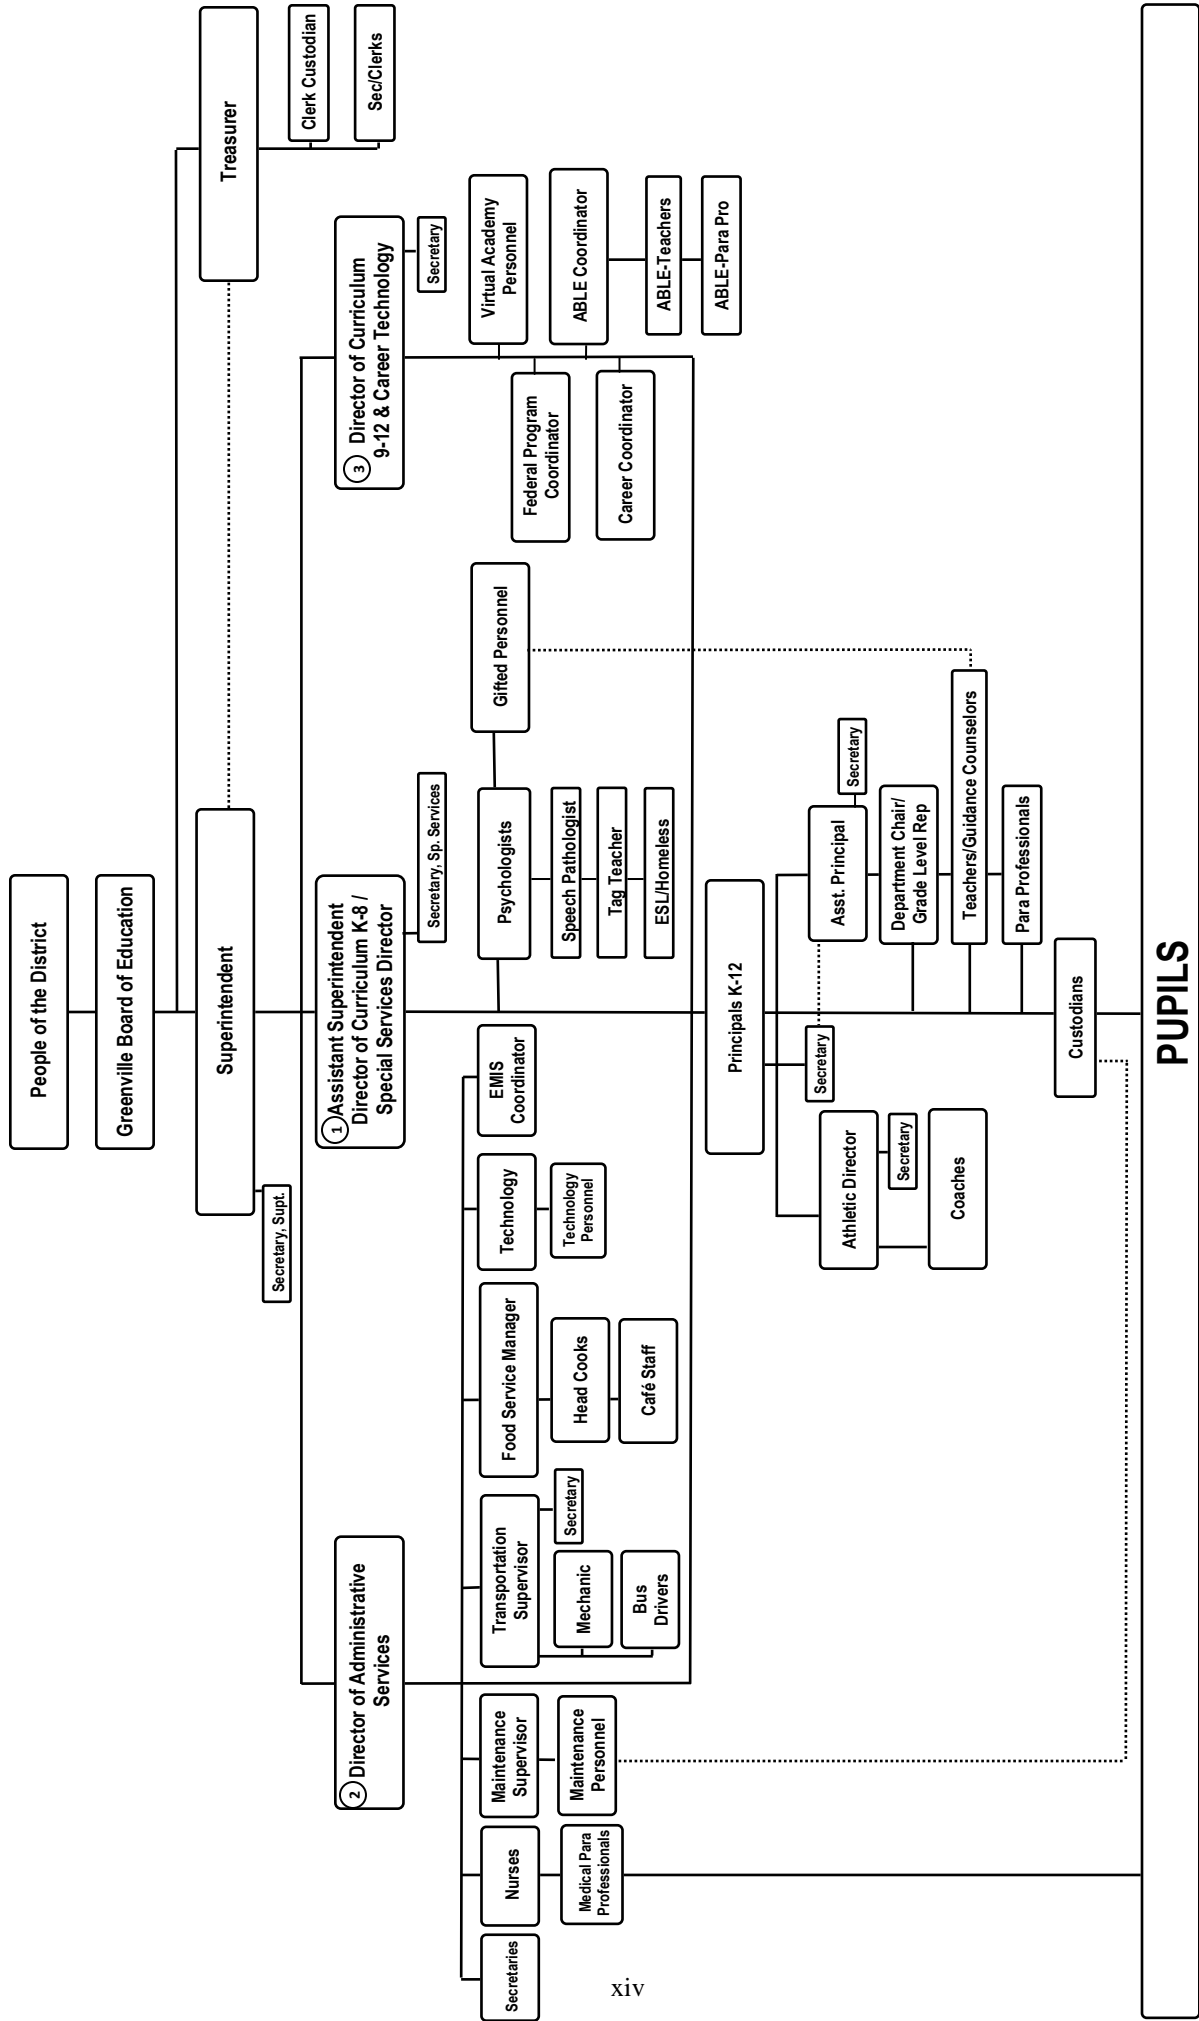 People of the District
Greenville Board of Education
Superintendent
Secretary, Supt.
Treasurer
Clerk Custodian
Sec/Clerks
2
Director of Administrative
Services
1
Assistant Superintendent
Director of Curriculum K-8 /
Special Services Director
Secretary, Sp. Services
3
Director of Curriculum
9-12 & Career Technology
Secretary
Secretaries
Nurses
Medical Para
Professionals
Maintenance
Supervisor
Maintenance
Personnel
Transportation
Supervisor
Secretary
Mechanic
Bus
Drivers
Food Service Manager
Head Cooks
Café Staff
Technology
Technology
Personnel
EMIS
Coordinator
Psychologists
Speech Pathologist
Tag Teacher
ESL/Homeless
Gifted Personnel
Virtual Academy
Personnel
Federal Program
Coordinator
ABLE Coordinator
Career Coordinator
ABLE-Teachers
ABLE-Para Pro
Principals K-12
Athletic Director
Secretary
Coaches
Secretary
Asst. Principal
Secretary
Department Chair/
Grade Level Rep
Teachers/Guidance Counselors
Para Professionals
Custodians
PUPILS
xiv